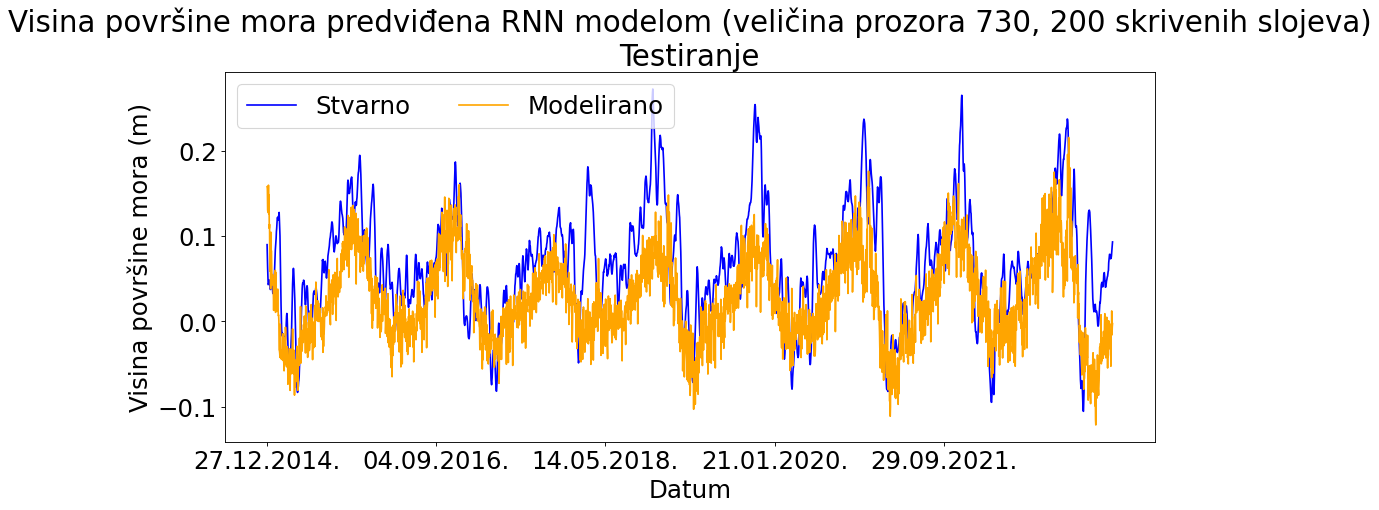 Visina površine mora predviđena RNN modelom (veličina prozora 730, 200 skrivenih slojeva)
Testiranje
Stvarno
Modelirano
Visina površine mora (m)
0.2
0.1
0.0
−0.1
27.12.2014.
04.09.2016.
14.05.2018.
21.01.2020.
29.09.2021.
Datum